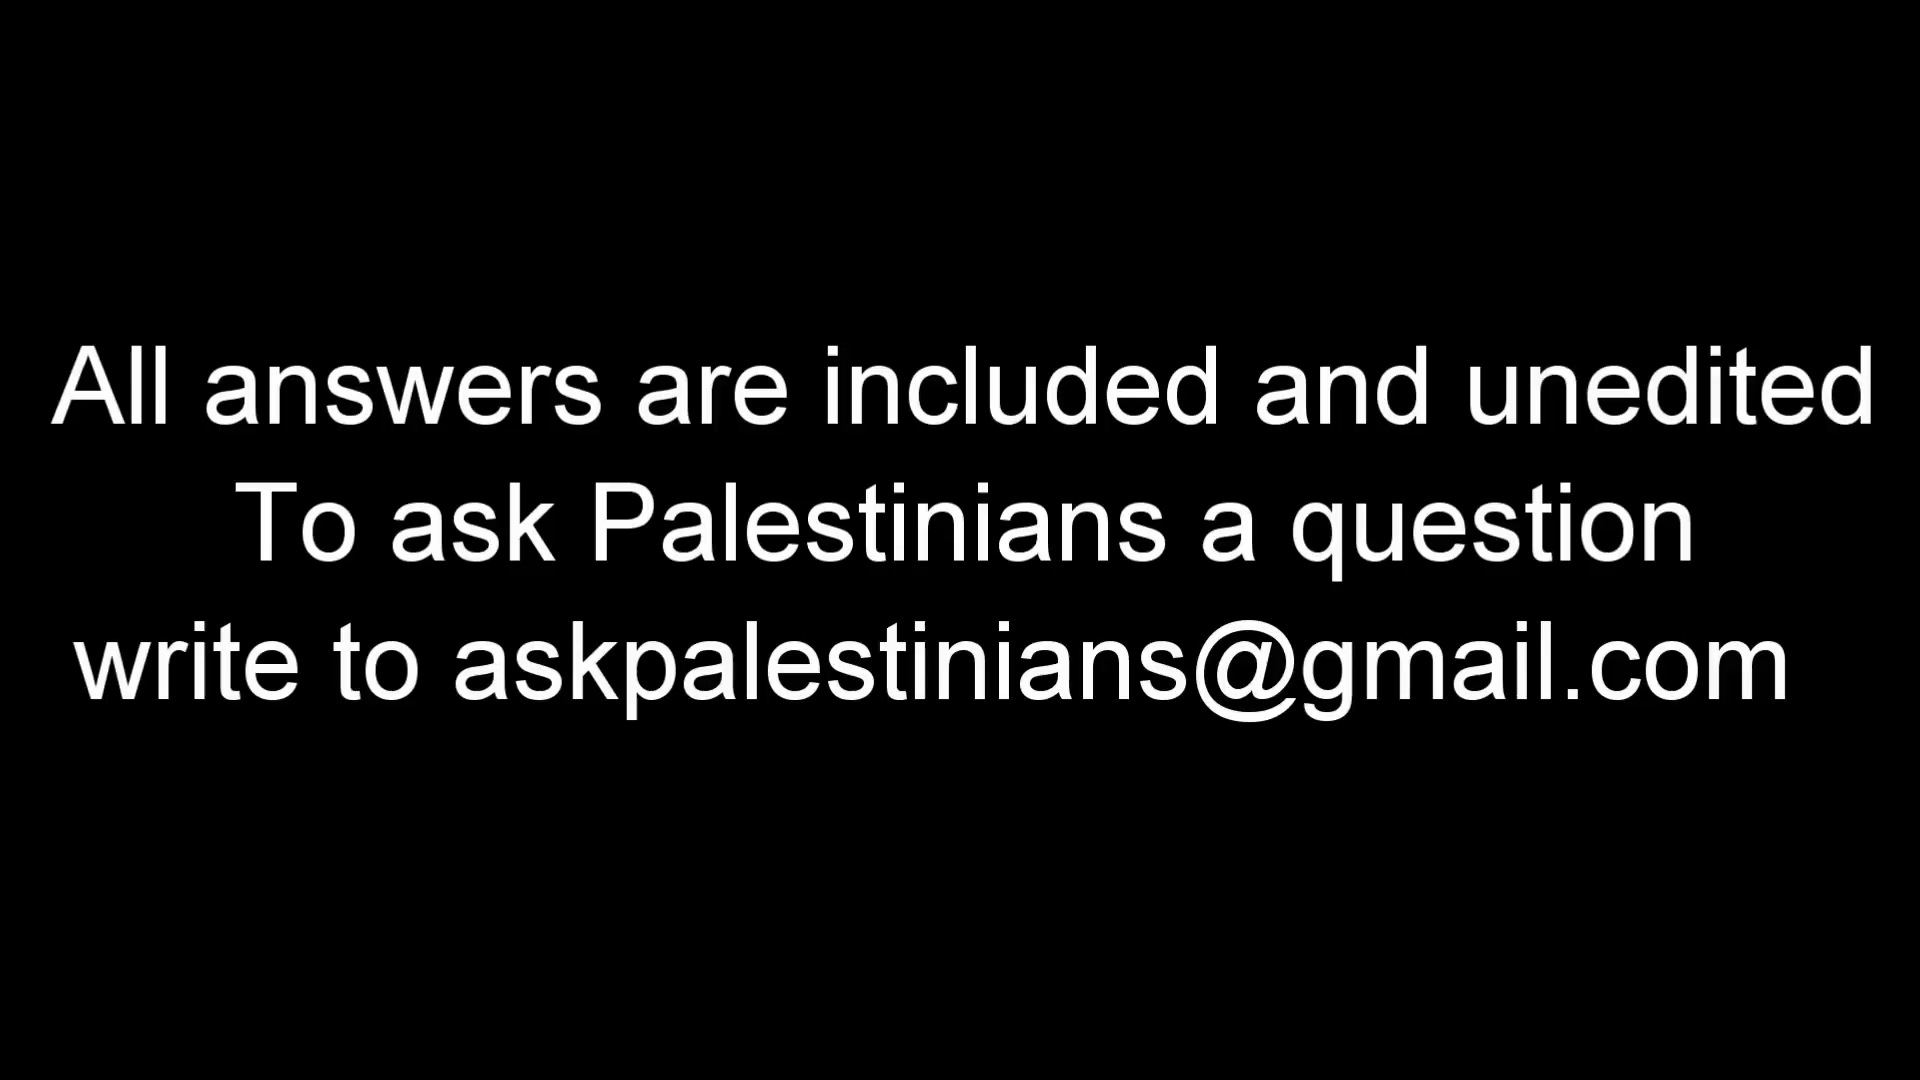 All answers are included and unedited
To ask Palestinians a question
write to askpalestinians@gmail.com